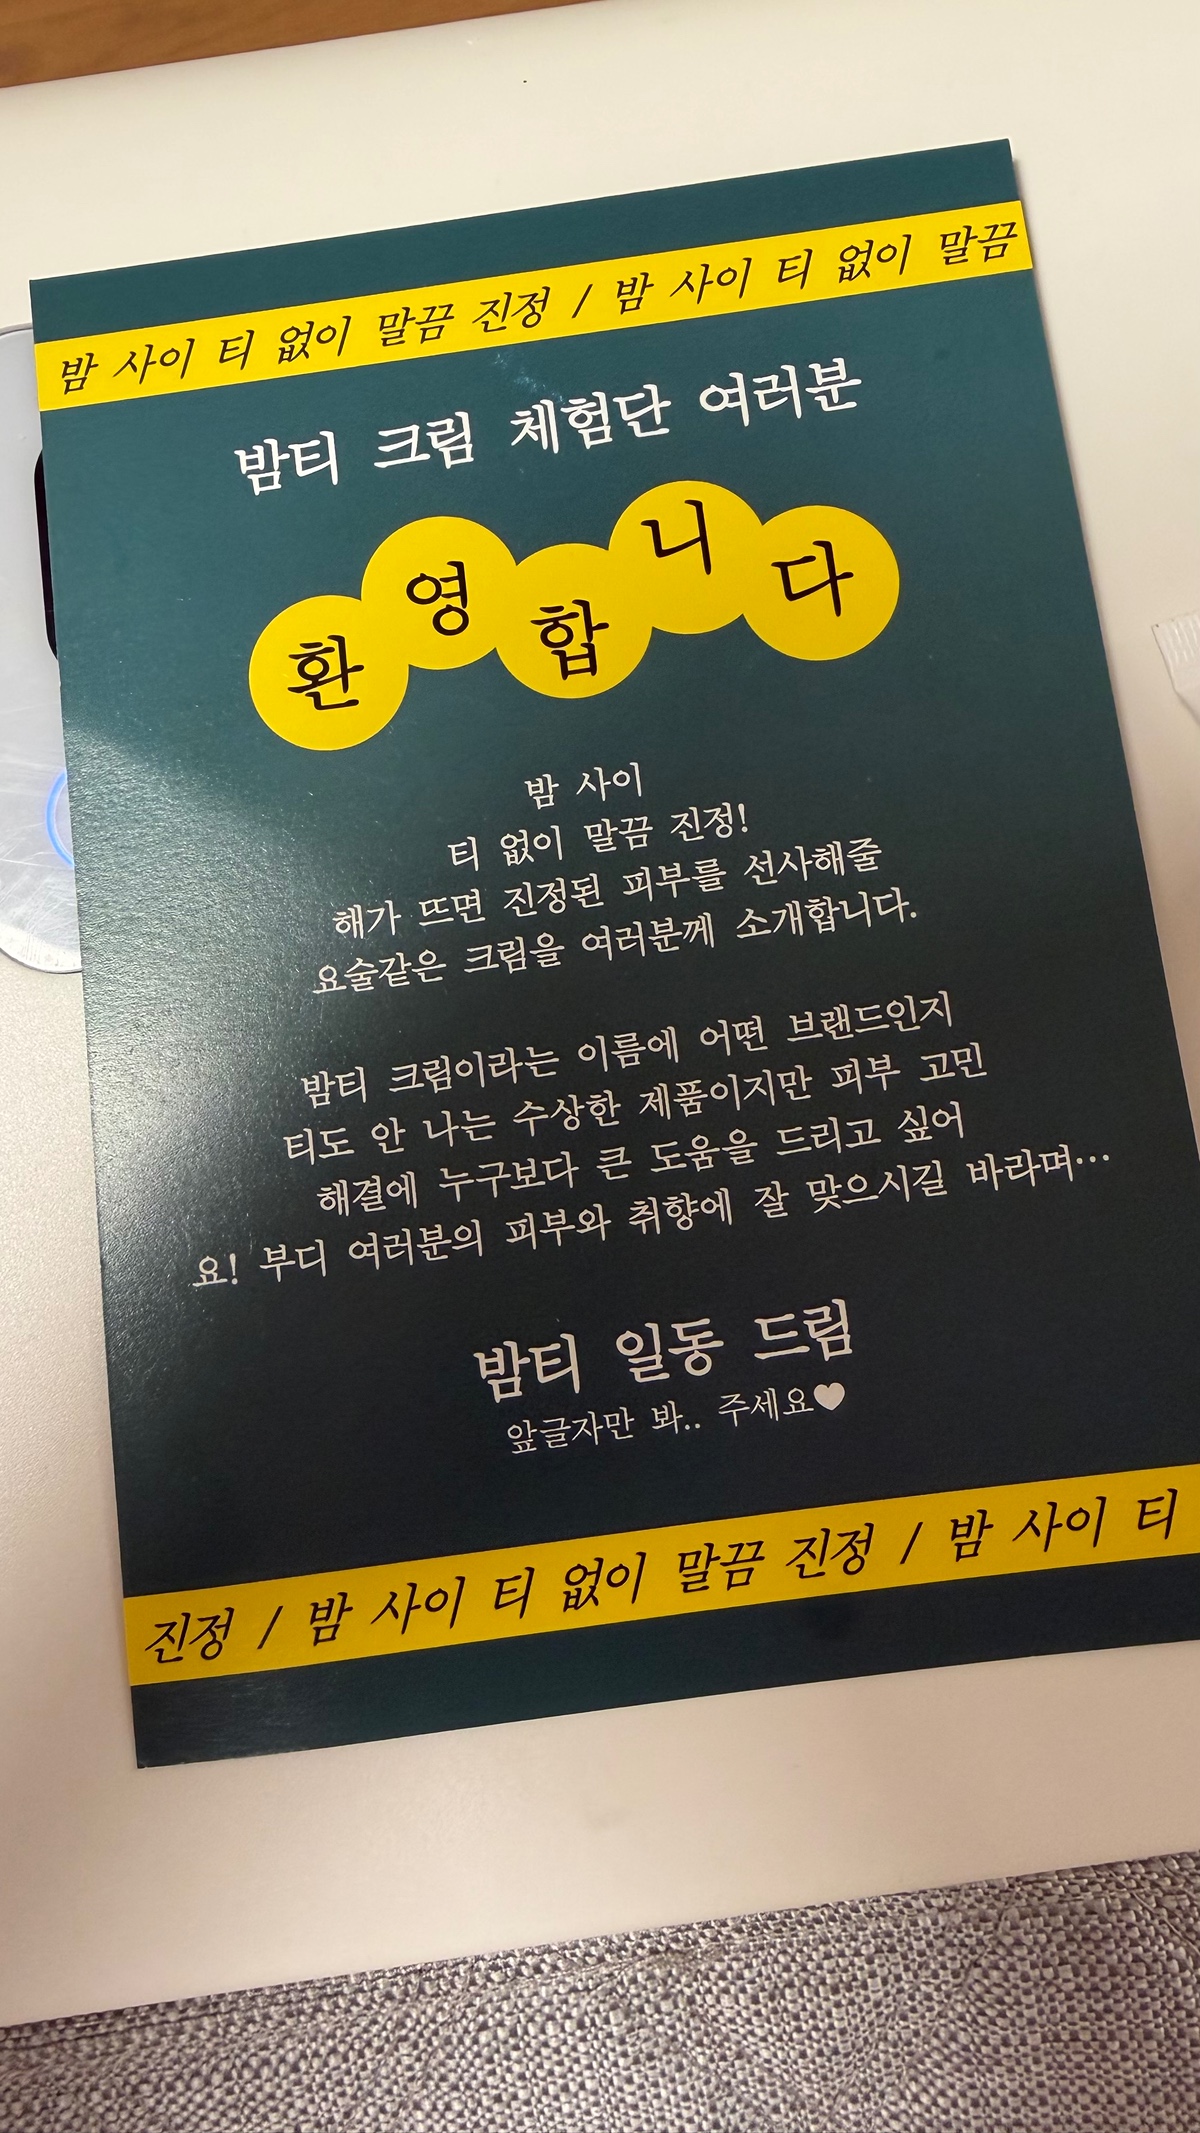 밤 사이 티 없이 말끔 진정 / 밤 사이 티 없이 말끔
밤티 크림 체험단 여러분
환영합니다
밤 사이
티 없이 말끔 진정!
해가 뜨면 진정된 피부를 선사해줄
요술같은 크림을 여러분께 소개합니다.
밤티 크림이라는 이름에 어떤 브랜드인지
티도 안 나는 수상한 제품이지만 피부 고민
해결에 누구보다 큰 도움을 드리고 싶어
요! 부디 여러분의 피부와 취향에 잘 맞으시길 바라며…
밤티 일동 드림
앞글자만 봐.. 주세요♥
진정 / 밤 사이 티 없이 말끔 진정 / 밤 사이 티